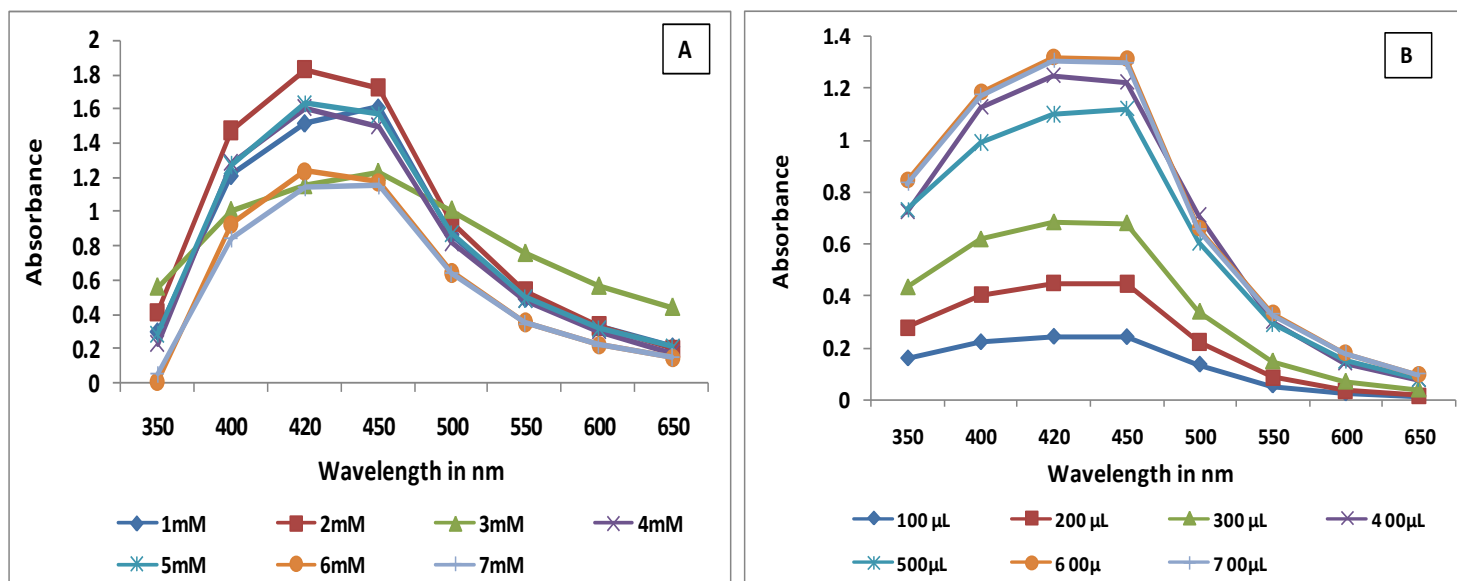 A
Absorbance
2
1.8
1.6
1.4
1.2
1
0.8
0.6
0.4
0.2
0
350 400 420 450 500 550 600 650
Wavelength in nm
1mM 2mM 3mM 4mM
5mM 6mM 7mM
B
Absorbance
1.4
1.2
1
0.8
0.6
0.4
0.2
0
350 400 420 450 500 550 600 650
Wavelength in nm
100 µL 200 µL 300 µL 4 00µL
500µL 6 00µ 7 00µL